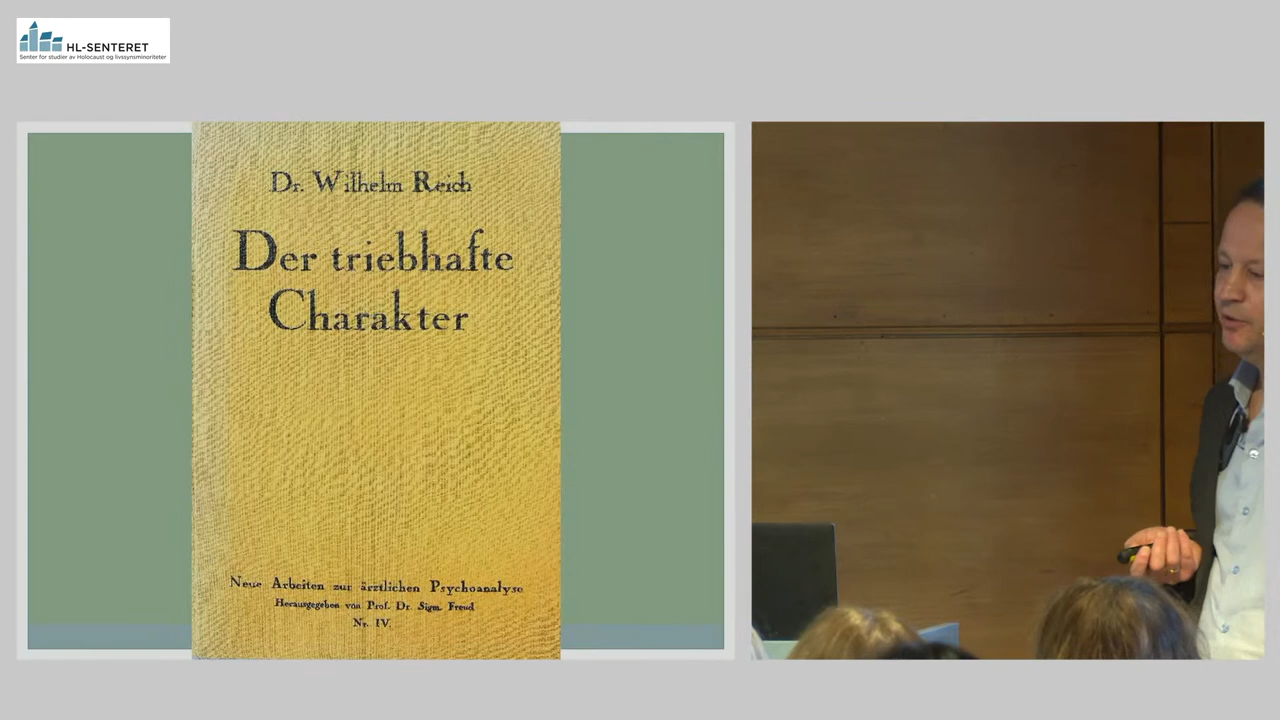 HL-SENTERET
Senter for studier av Holocaust og livssynsminoriteter
Dr. Wilhelm Reich
Der triebhafte
Charakter
Neue Arbeiten zur ärztlichen Psychoanalyse
Herausgegeben von Prof. Dr. Sigm. Freud
Nr. IV.